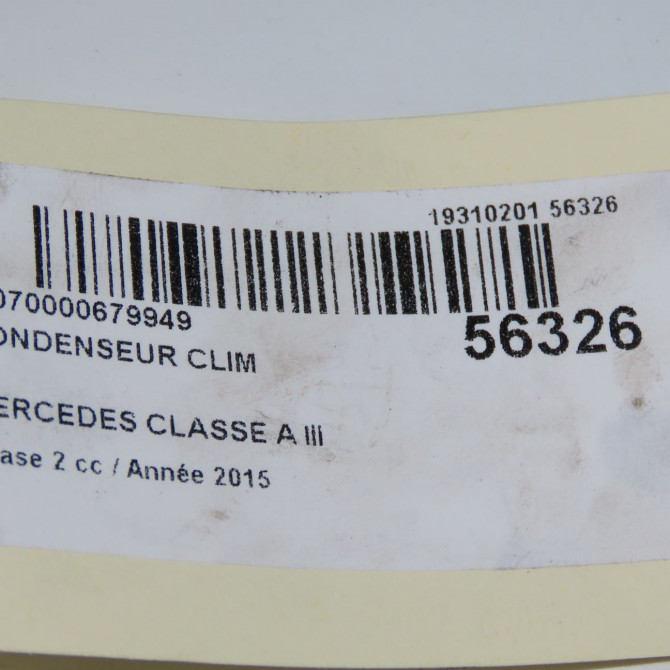 19310201 56326
070000679949
56326
ONDENSEUR CLIM
ERCEDES CLASSE A III
ase 2 cc / Année 2015